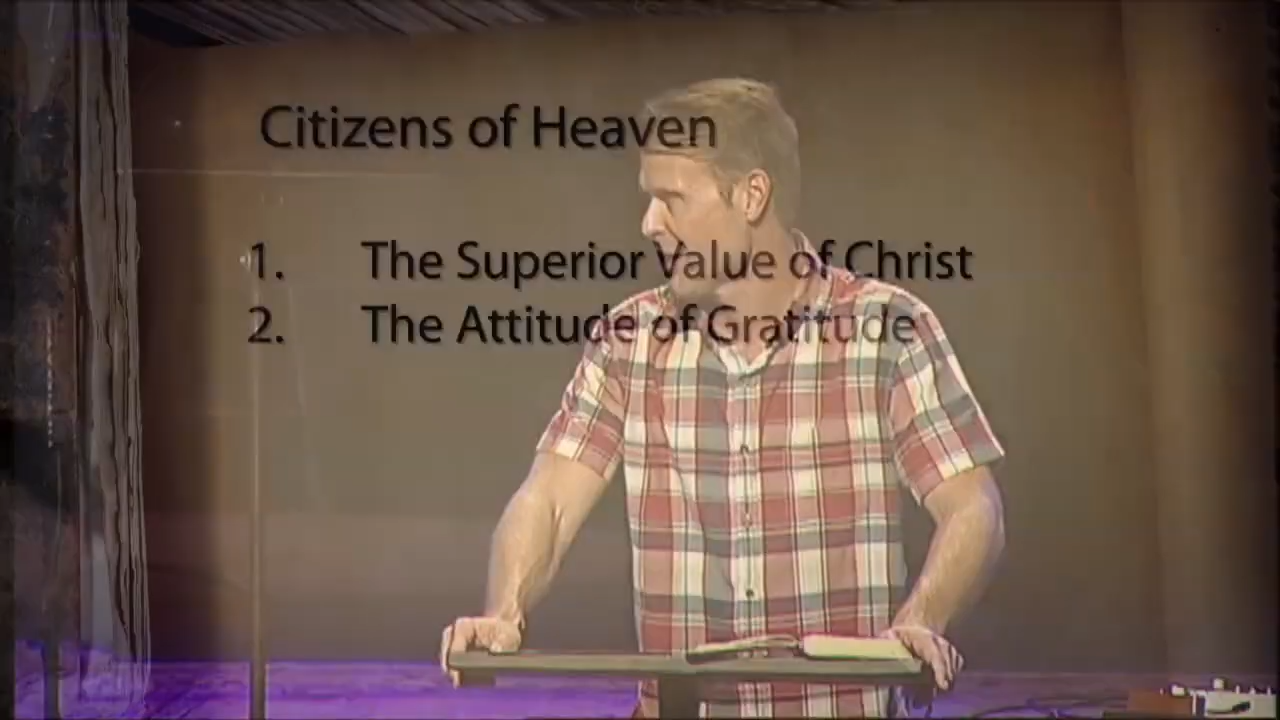 Citizens of Heaven
1. The Superior Value of Christ
2. The Attitude of Gratitude